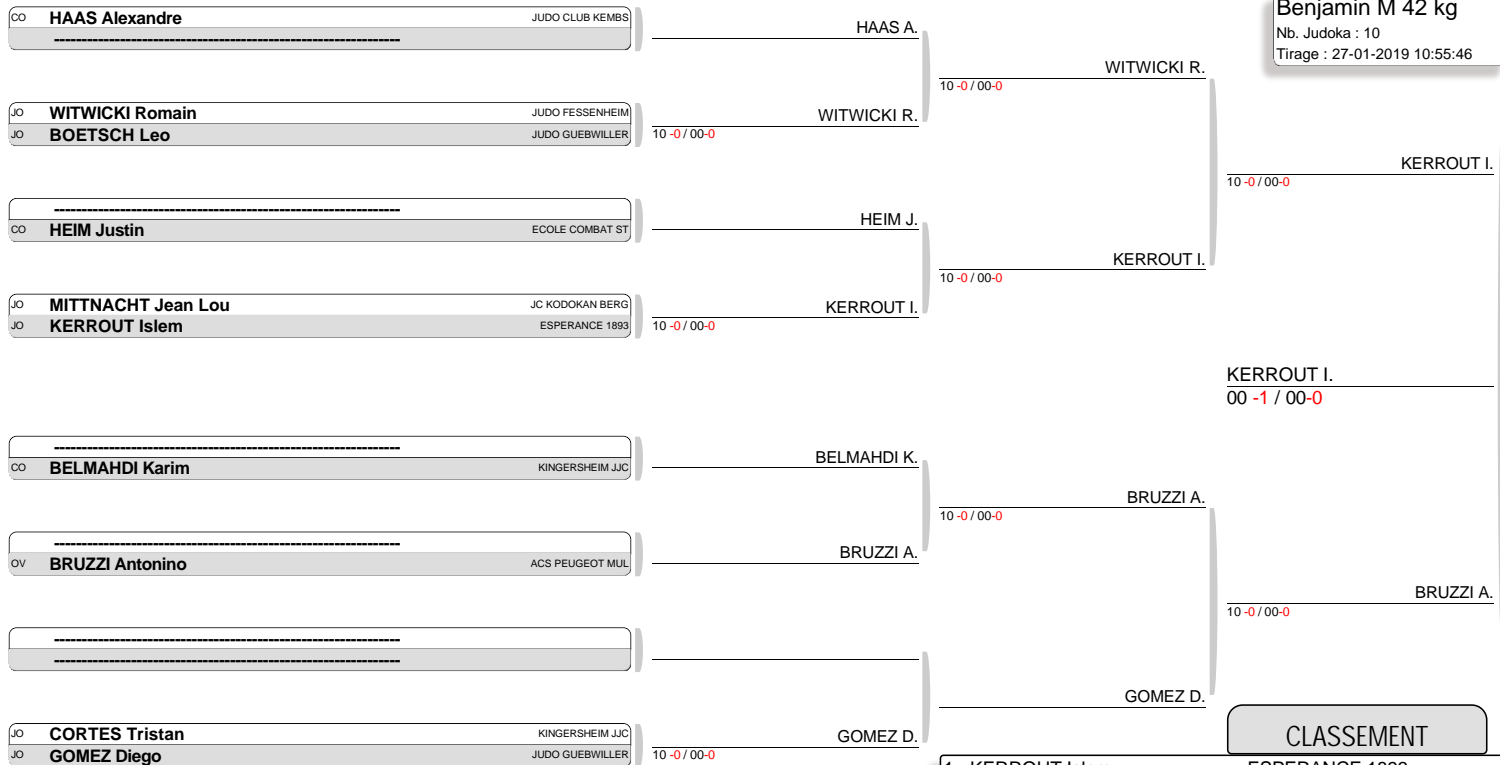 Benjamin M 42 kg
Nb. Judoka : 10
Tirage : 27-01-2019 10:55:46
CO HAAS Alexandre JUDO CLUB KEMBS
----------------------------------------------------------------
HAAS A.
WITWICKI R.
10 -0 / 00-0
JO WITWICKI Romain JUDO FESSENHEIM
JO BOETSCH Leo JUDO GUEBWILLER
WITWICKI R.
10 -0 / 00-0
KERROUT I.
10 -0 / 00-0
----------------------------------------------------------------
CO HEIM Justin ECOLE COMBAT ST
HEIM J.
KERROUT I.
10 -0 / 00-0
JO MITTNACHT Jean Lou JC KODOKAN BERG
JO KERROUT Islem ESPERANCE 1893
KERROUT I.
10 -0 / 00-0
KERROUT I.
00 -1 / 00-0
----------------------------------------------------------------
CO BELMAHDI Karim KINGERSHEIM JJC
BELMAHDI K.
BRUZZI A.
10 -0 / 00-0
----------------------------------------------------------------
OV BRUZZI Antonino ACS PEUGEOT MUL
BRUZZI A.
BRUZZI A.
10 -0 / 00-0
----------------------------------------------------------------
----------------------------------------------------------------
GOMEZ D.
JO CORTES Tristan KINGERSHEIM JJC
JO GOMEZ Diego JUDO GUEBWILLER
GOMEZ D.
10 -0 / 00-0
CLASSEMENT